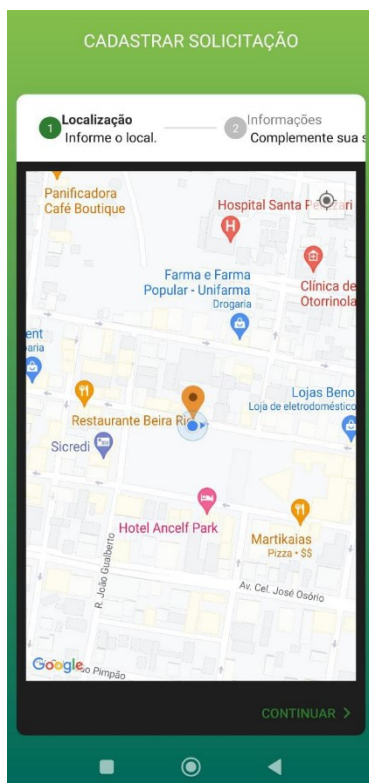 CADASTRAR SOLICITAÇÃO
1
Localização
Informe o local.
2
Informações
Complemente sua s
Panificadora
Café Boutique
Hospital Santa
H
Clínica de
Otorrinola
Farma e Farma
Popular - Unifarma
Drogaria
Lojas Beno
Loja de eletrodoméstico
Restaurante Beira
Sicredi
Hotel Ancelf Park
Martikaias
Pizza • $$
R. João Gualberto
Av. Cel. José Osório
Google
Pimpão
CONTINUAR >